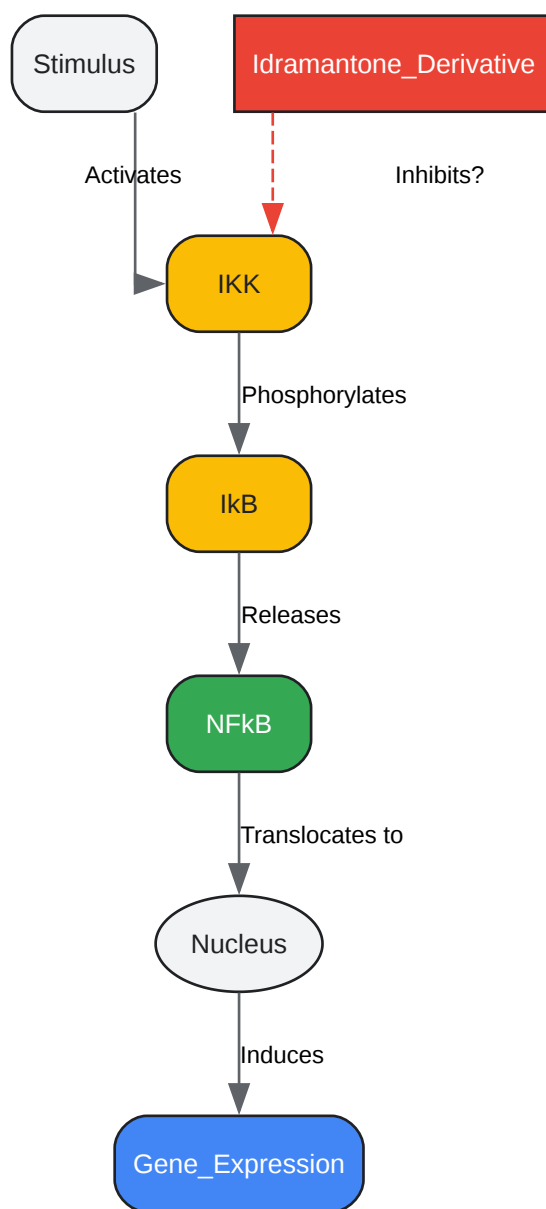 Stimulus
Idramantone_Derivative
Activates
Inhibits?
IKK
Phosphorylates
IkB
Releases
NFkB
Translocates to
Nucleus
Induces
Gene_Expression